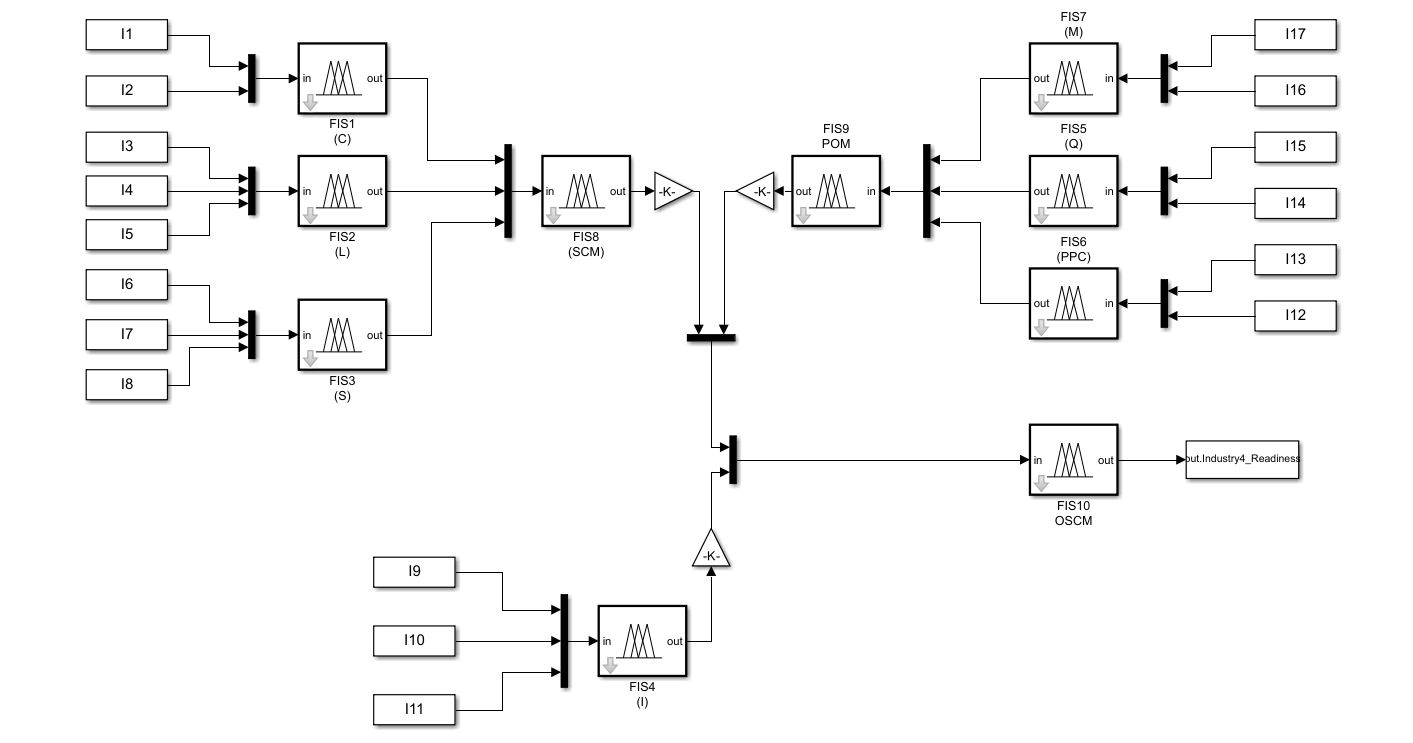 I1
I2
in
out
FIS1
(C)
I3
I4
I5
in
out
FIS2
(L)
I6
I7
I8
in
out
FIS3
(S)
in
out
FIS8
(SCM)
-K-
-K-
FIS9
POM
out
in
FIS7
(M)
out
in
I17
I16
FIS5
(Q)
out
in
I15
I14
FIS6
(PPC)
out
in
I13
I12
in
out
FIS10
OSCM
out.Industry4_Readiness
-K-
I9
I10
I11
in
out
FIS4
(I)